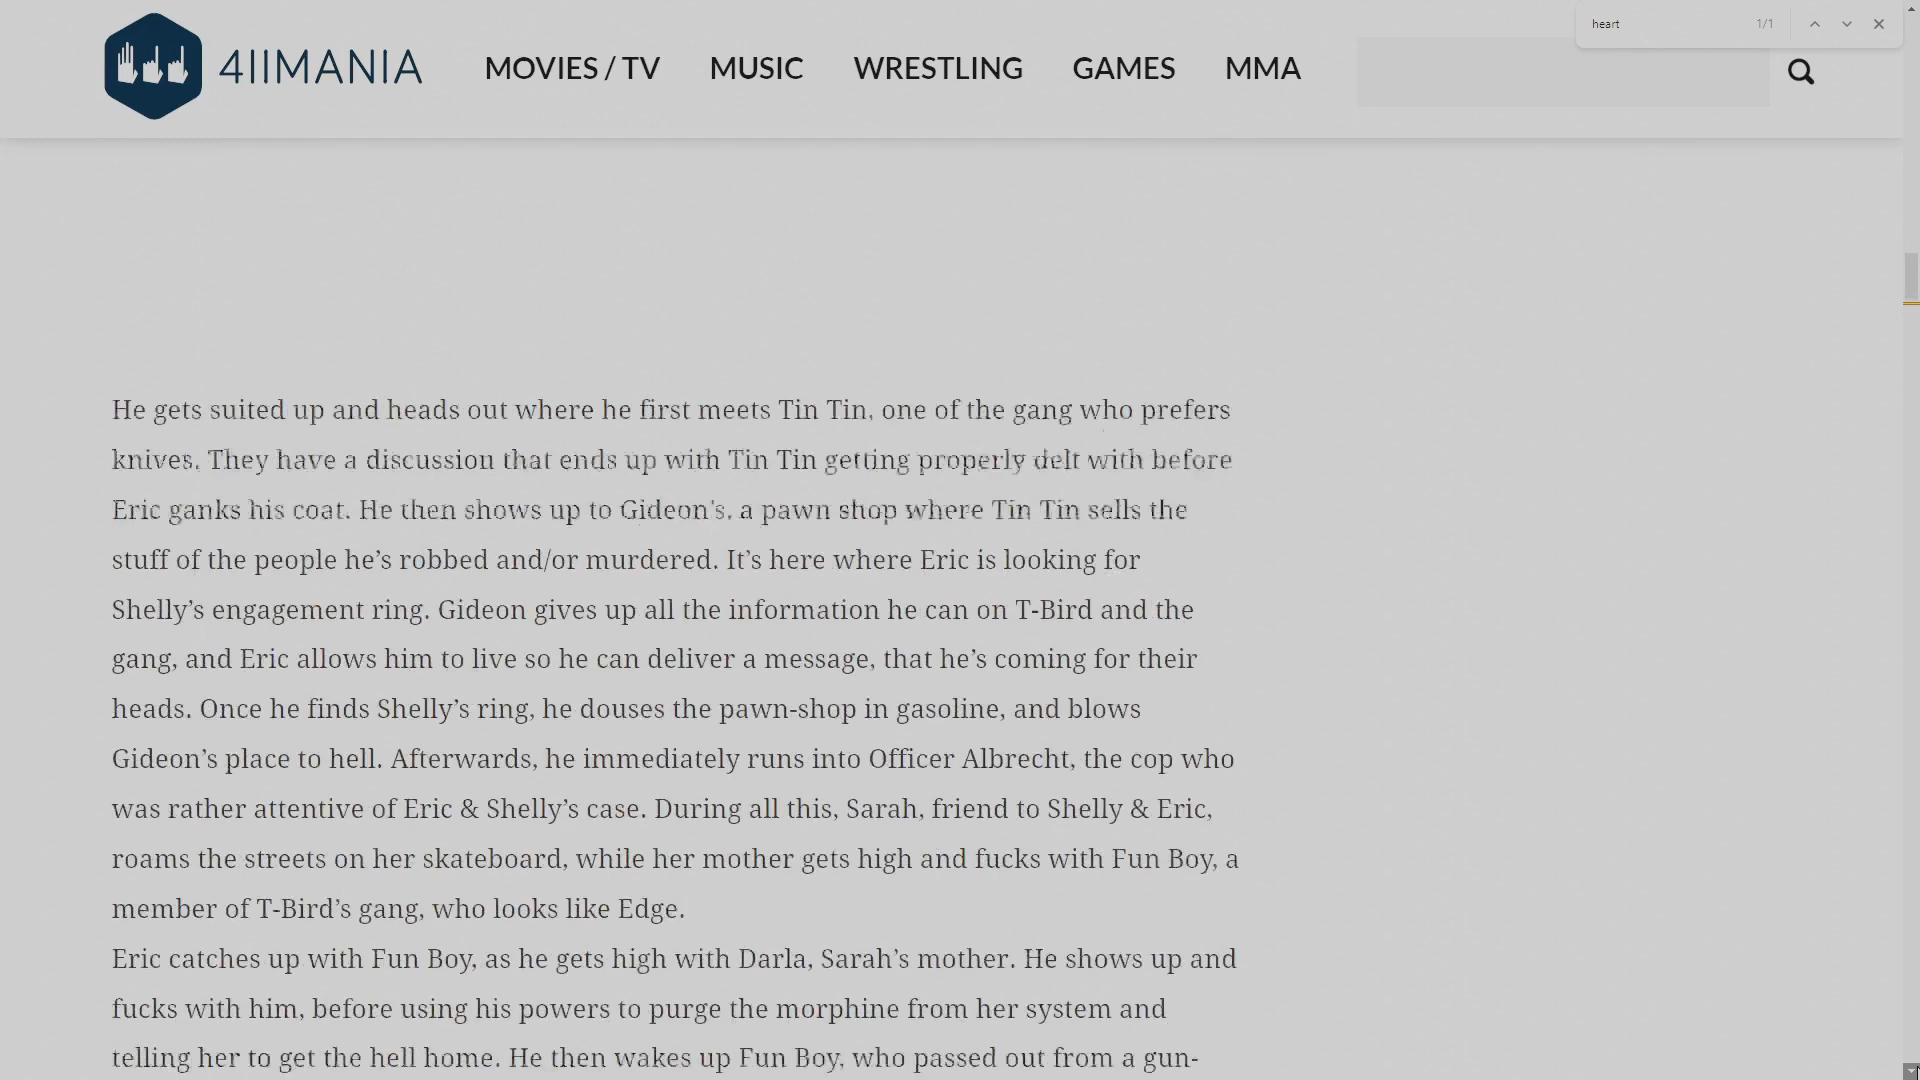 heart 1/1
4IIMANIA MOVIES / TV MUSIC WRESTLING GAMES MMA
He gets suited up and heads out where he first meets Tin Tin, one of the gang who prefers
knives. They have a discussion that ends up with Tin Tin getting properly delt with before
Eric ganks his coat. He then shows up to Gideon's, a pawn shop where Tin Tin sells the
stuff of the people he’s robbed and/or murdered. It’s here where Eric is looking for
Shelly’s engagement ring. Gideon gives up all the information he can on T-Bird and the
gang, and Eric allows him to live so he can deliver a message, that he’s coming for their
heads. Once he finds Shelly’s ring, he douses the pawn-shop in gasoline, and blows
Gideon’s place to hell. Afterwards, he immediately runs into Officer Albrecht, the cop who
was rather attentive of Eric & Shelly’s case. During all this, Sarah, friend to Shelly & Eric,
roams the streets on her skateboard, while her mother gets high and fucks with Fun Boy, a
member of T-Bird’s gang, who looks like Edge.
Eric catches up with Fun Boy, as he gets high with Darla, Sarah’s mother. He shows up and
fucks with him, before using his powers to purge the morphine from her system and
telling her to get the hell home. He then wakes up Fun Boy, who passed out from a gun-